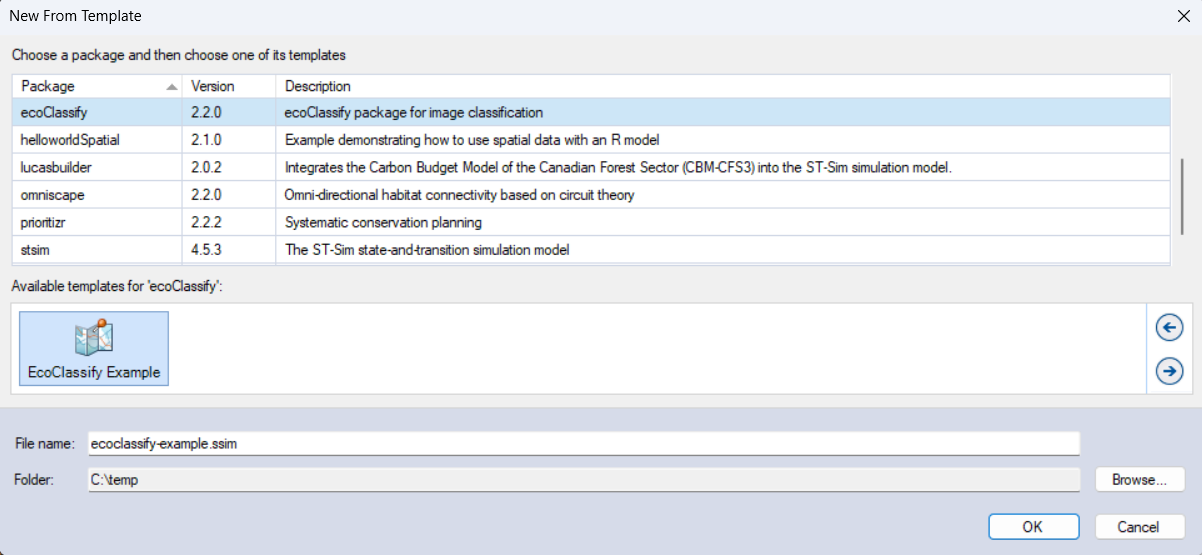 New From Template
Choose a package and then choose one of its templates
Package Version Description
ecoClassify 2.2.0 ecoClassify package for image classification
helloworldSpatial 2.1.0 Example demonstrating how to use spatial data with an R model
lucasbuilder 2.0.2 Integrates the Carbon Budget Model of the Canadian Forest Sector (CBM-CFS3) into the ST-Sim simulation model.
omniscape 2.2.0 Omni-directional habitat connectivity based on circuit theory
prioritizr 2.2.2 Systematic conservation planning
stsim 4.5.3 The ST-Sim state-and-transition simulation model
Available templates for 'ecoClassify':
EcoClassify Example
File name: ecoclassify-example.ssim
Folder: C:\temp Browse...
OK Cancel